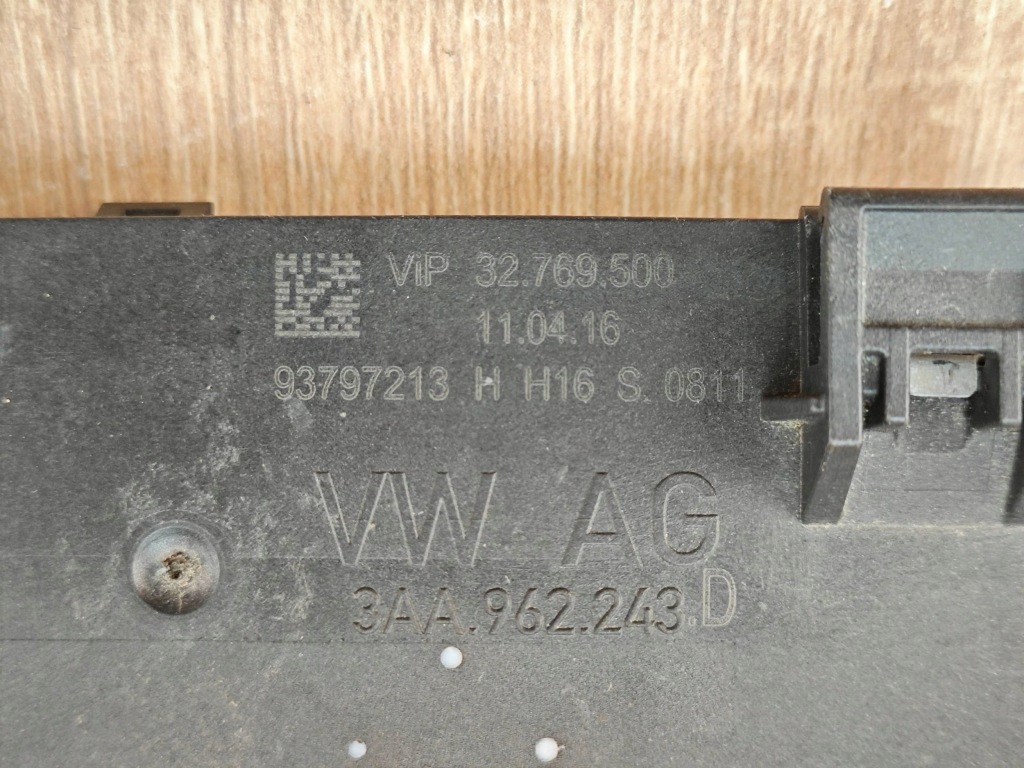 ViP 32.769.500
11.04.16
93797213 H H16 S 0811
VW AG
3AA.962.243.D